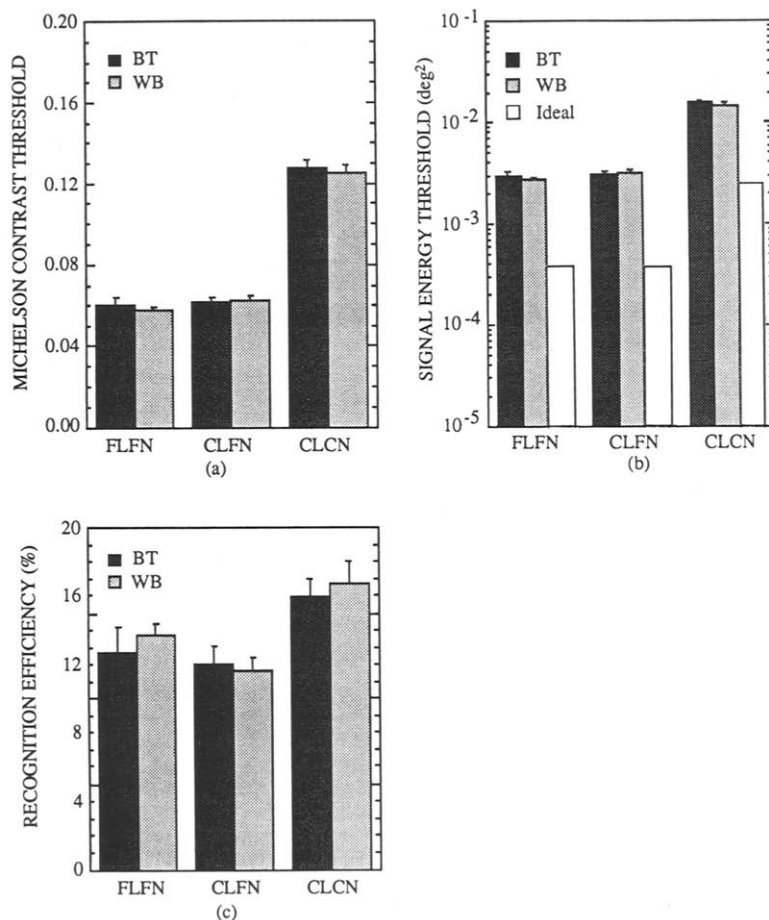 MICHELSON CONTRAST THRESHOLD
0.20
0.16
0.12
0.08
0.04
0.00
BT
WB
FLFN CLFN CLCN
(a)
SIGNAL ENERGY THRESHOLD (deg²)
10⁻¹
10⁻²
10⁻³
10⁻⁴
10⁻⁵
BT
WB
Ideal
FLFN CLFN CLCN
(b)
RECOGNITION EFFICIENCY (%)
20
16
12
8
4
0
BT
WB
FLFN CLFN CLCN
(c)